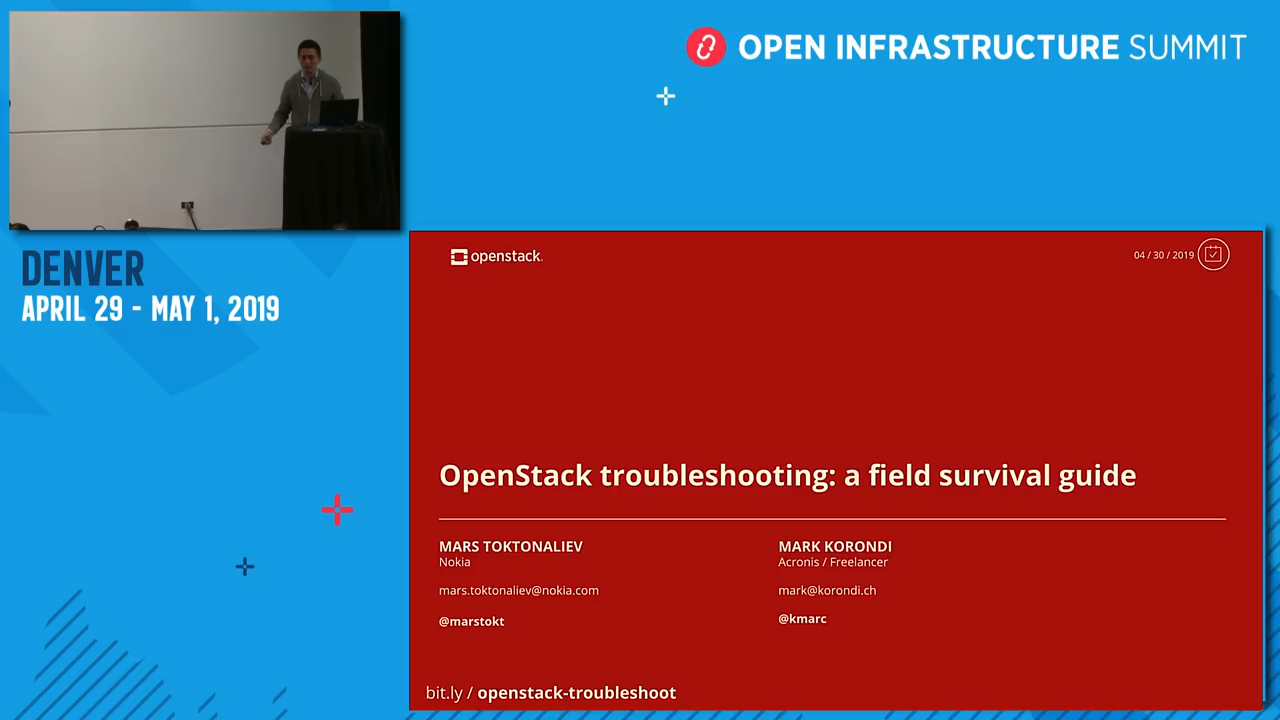 OPEN INFRASTRUCTURE SUMMIT
DENVER
APRIL 29 - MAY 1, 2019
openstack.
04 / 30 / 2019
OpenStack troubleshooting: a field survival guide
MARS TOKTONALIEV
Nokia
mars.toktonaliev@nokia.com
@marstokt
MARK KORONDI
Acronis / Freelancer
mark@korondi.ch
@kmarc
bit.ly / openstack-troubleshoot